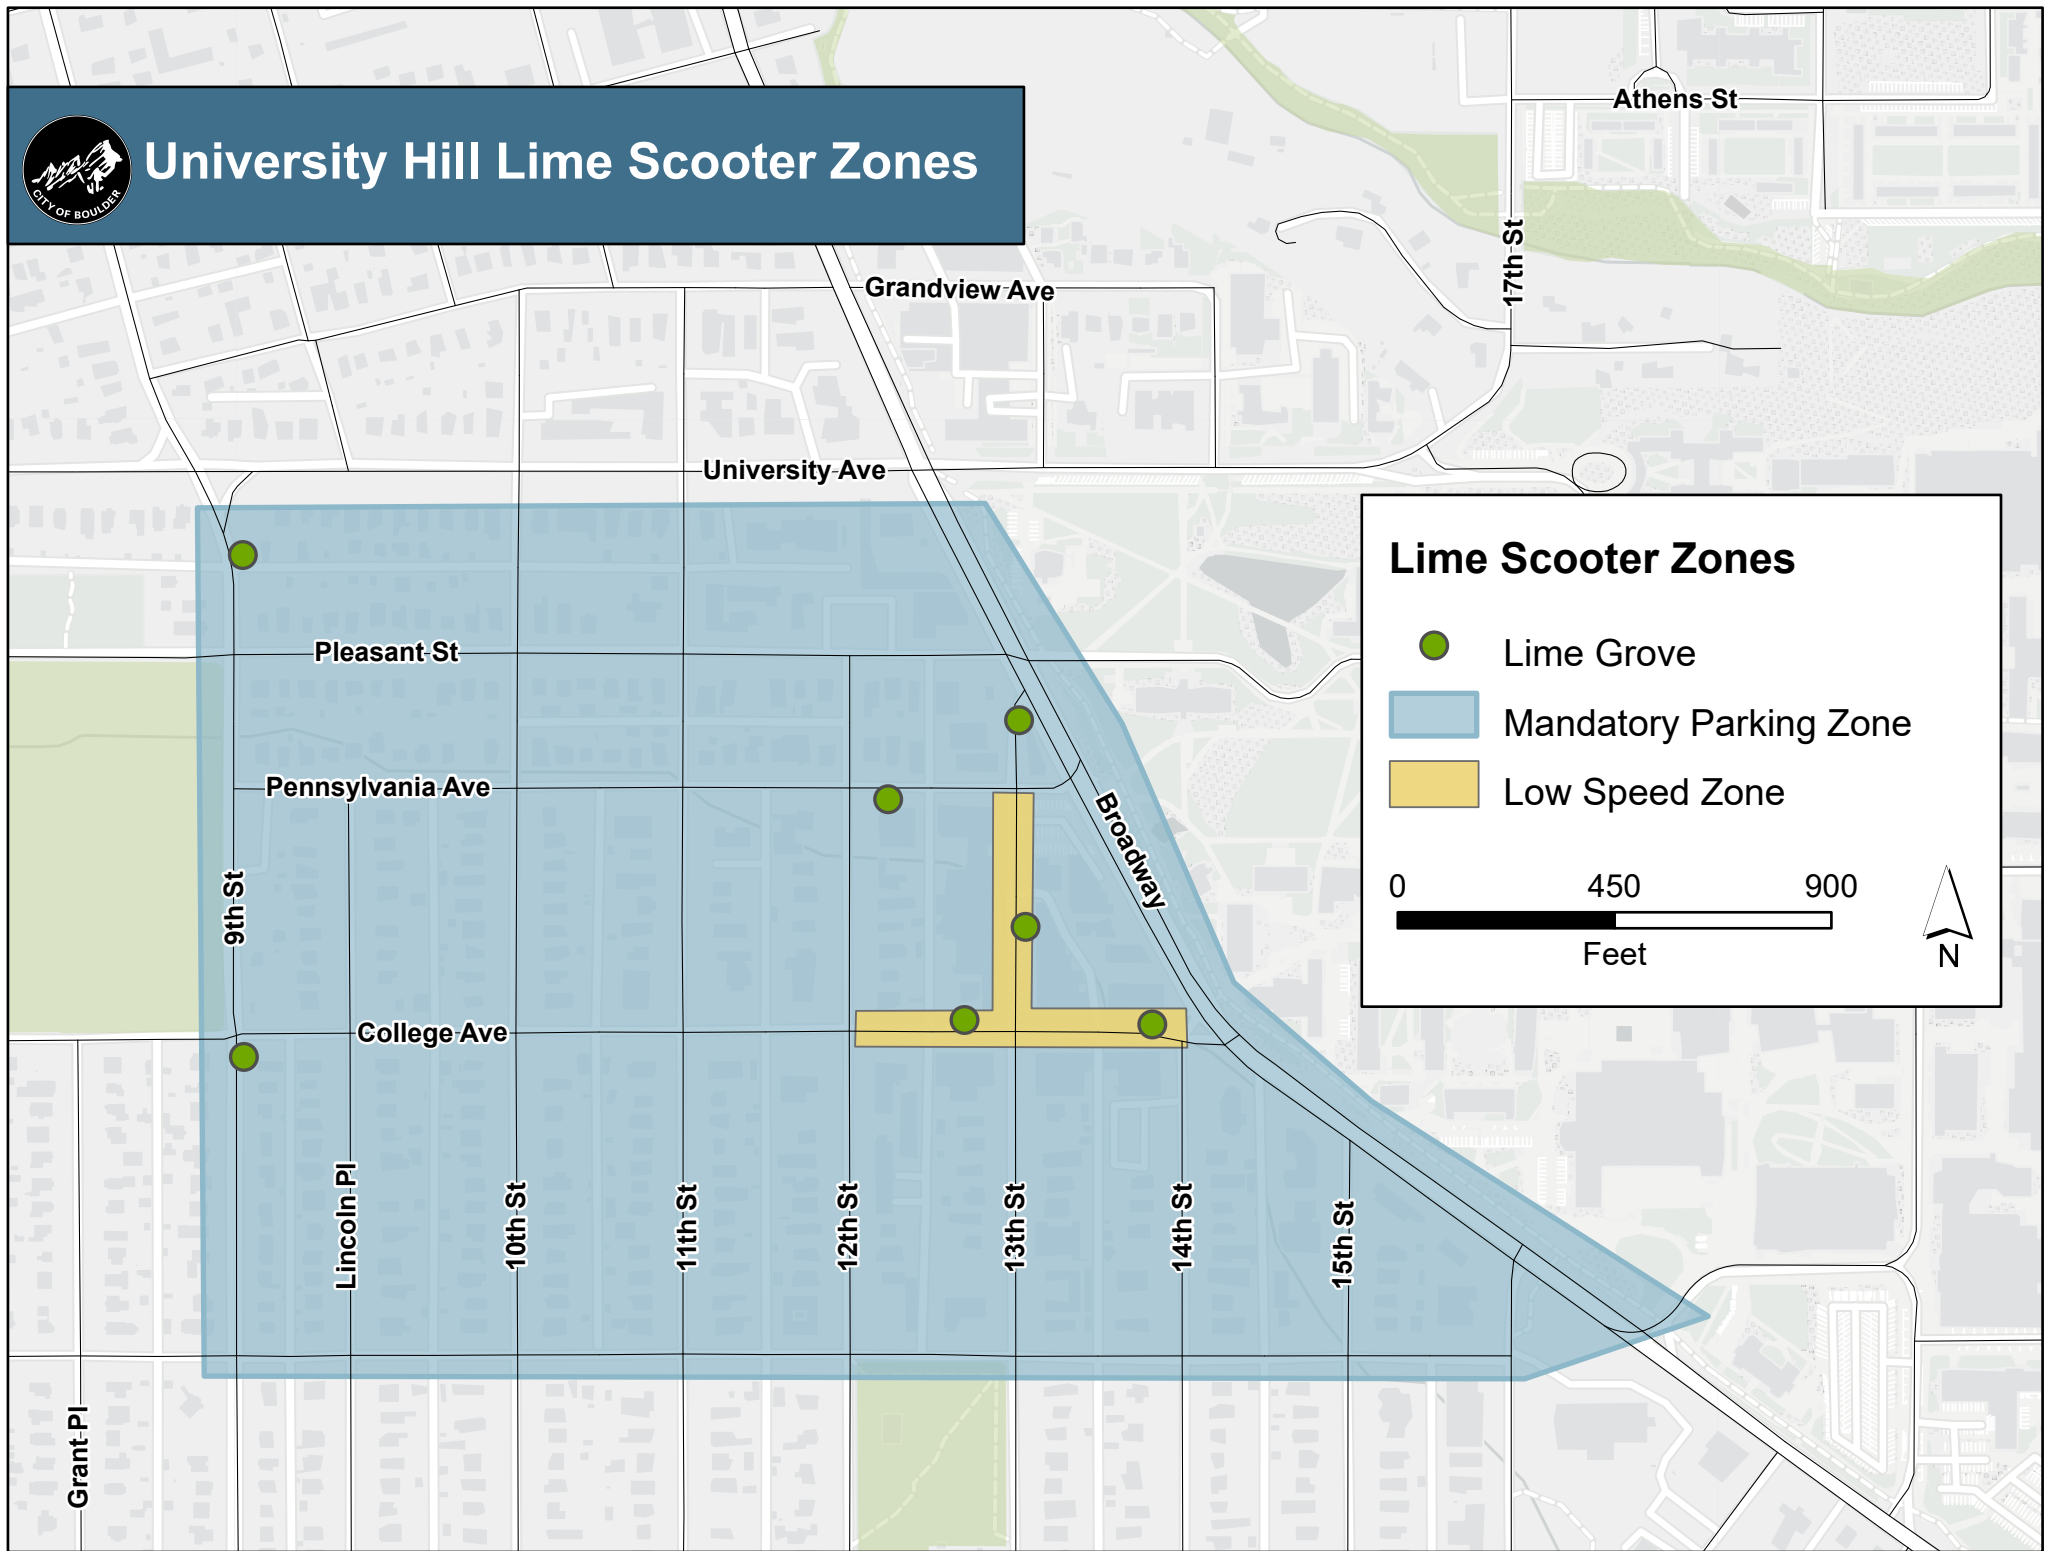 Athens St
CITY OF BOULDER
University Hill Lime Scooter Zones
17th St
Grandview Ave
University Ave
Lime Scooter Zones
Lime Grove
Mandatory Parking Zone
Low Speed Zone
0 450 900
Feet
N
Pleasant St
Pennsylvania Ave
Broadway
9th St
College Ave
Lincoln Pl
10th St
11th St
12th St
13th St
14th St
15th St
Grant Pl